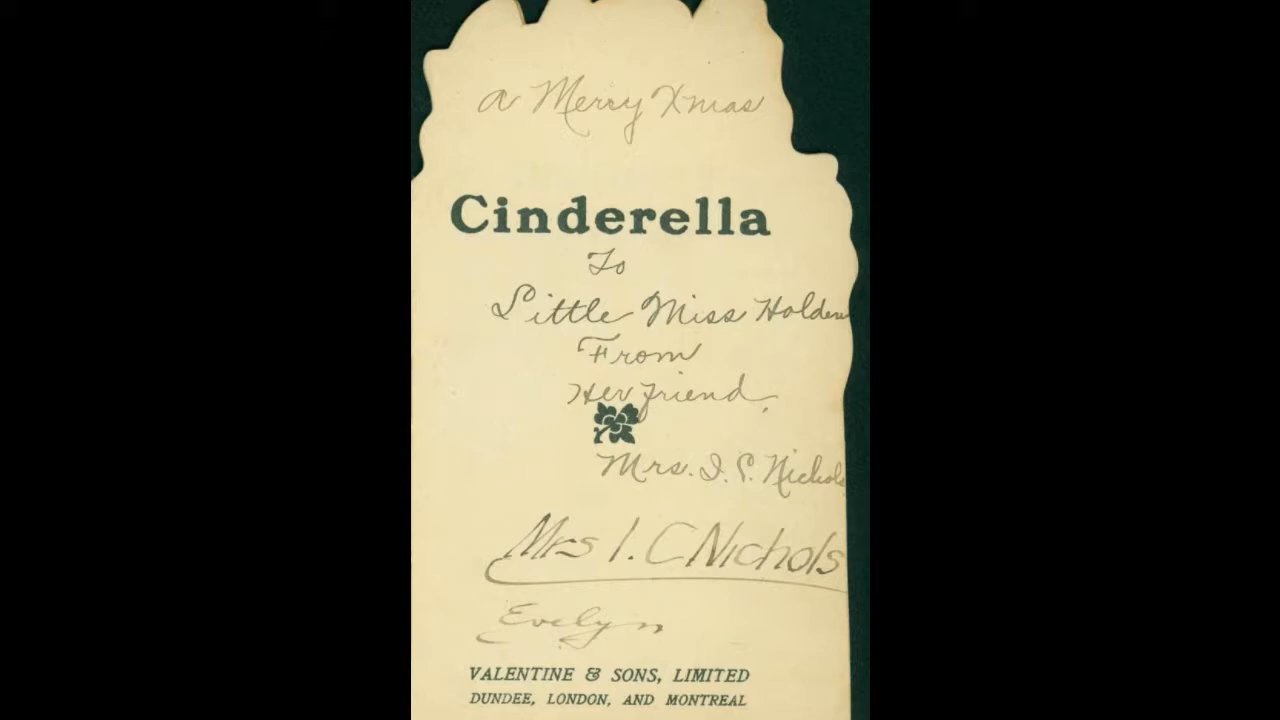 a Merry Xmas
Cinderella
To
Little Miss Holden
From
Her friend,
Mrs. I. C. Nichols
Mrs I. C Nichols
Evelyn
VALENTINE & SONS, LIMITED
DUNDEE, LONDON, AND MONTREAL